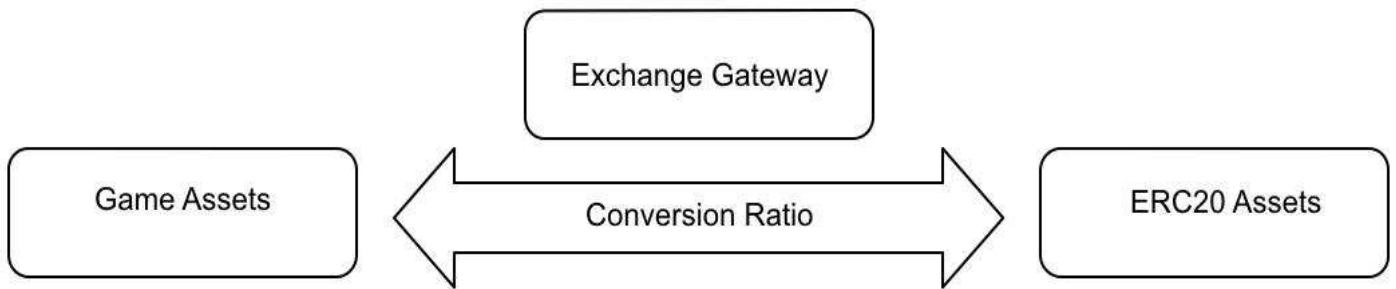 Exchange Gateway
Game Assets
Conversion Ratio
ERC20 Assets